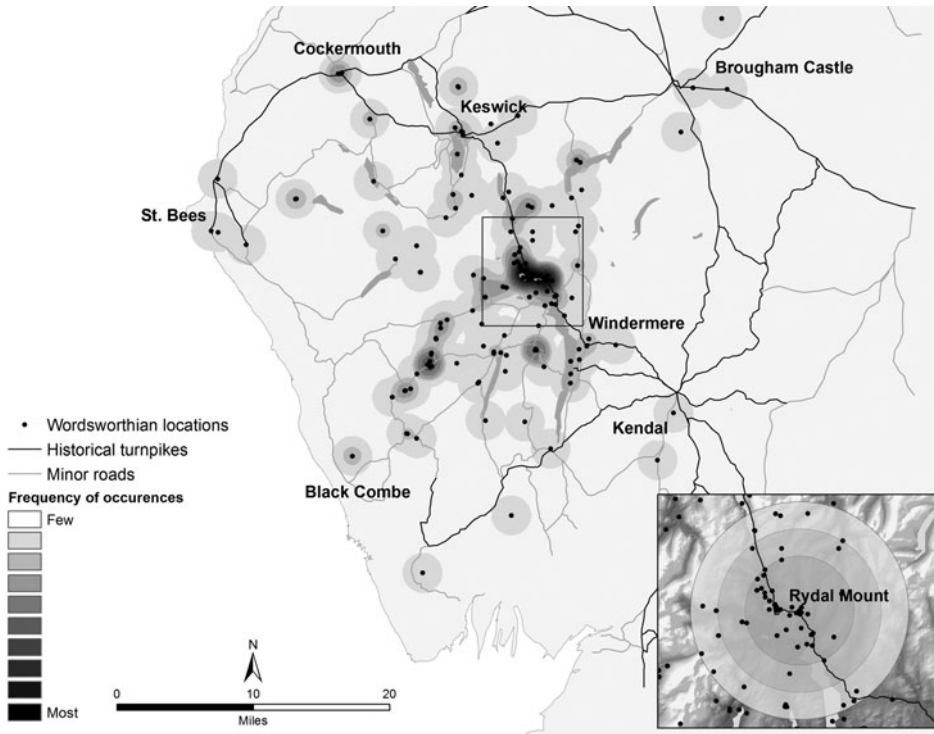 Cockermouth
Brougham Castle
Keswick
St. Bees
Windermere
Wordsworthian locations
Historical turnpikes
Minor roads
Kendal
Black Combe
Frequency of occurences
Few
Most
Rydal Mount
N
0 10 20
Miles